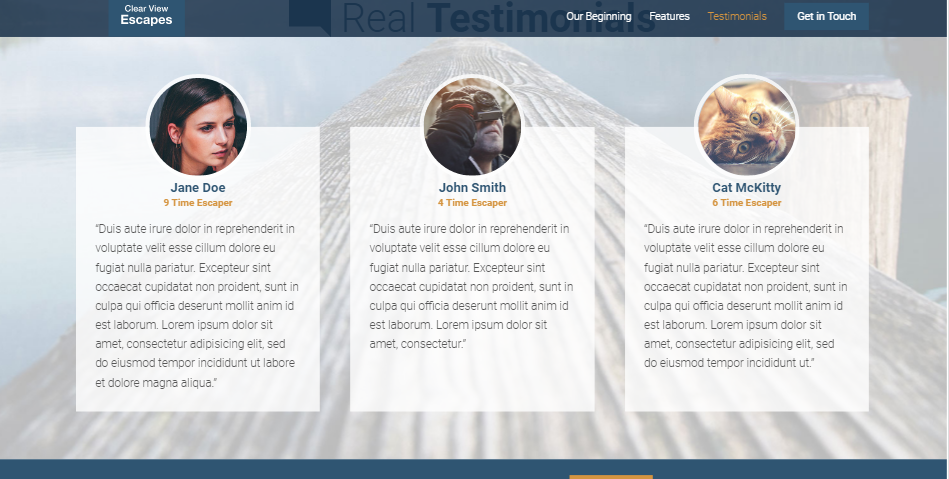 Clear View
Escapes
Real Testimonials
Our Beginning
Features
Testimonials
Get in Touch
Jane Doe
9 Time Escaper
“Duis aute irure dolor in reprehenderit in
voluptate velit esse cillum dolore eu
fugiat nulla pariatur. Excepteur sint
occaecat cupidatat non proident, sunt in
culpa qui officia deserunt mollit anim id
est laborum. Lorem ipsum dolor sit
amet, consectetur adipisicing elit, sed
do eiusmod tempor incididunt ut labore
et dolore magna aliqua.”
John Smith
4 Time Escaper
“Duis aute irure dolor in reprehenderit in
voluptate velit esse cillum dolore eu
fugiat nulla pariatur. Excepteur sint
occaecat cupidatat non proident, sunt in
culpa qui officia deserunt mollit anim id
est laborum. Lorem ipsum dolor sit
amet, consectetur.”
Cat McKitty
6 Time Escaper
“Duis aute irure dolor in reprehenderit in
voluptate velit esse cillum dolore eu
fugiat nulla pariatur. Excepteur sint
occaecat cupidatat non proident, sunt in
culpa qui officia deserunt mollit anim id
est laborum. Lorem ipsum dolor sit
amet, consectetur adipisicing elit, sed
do eiusmod tempor incididunt ut.”